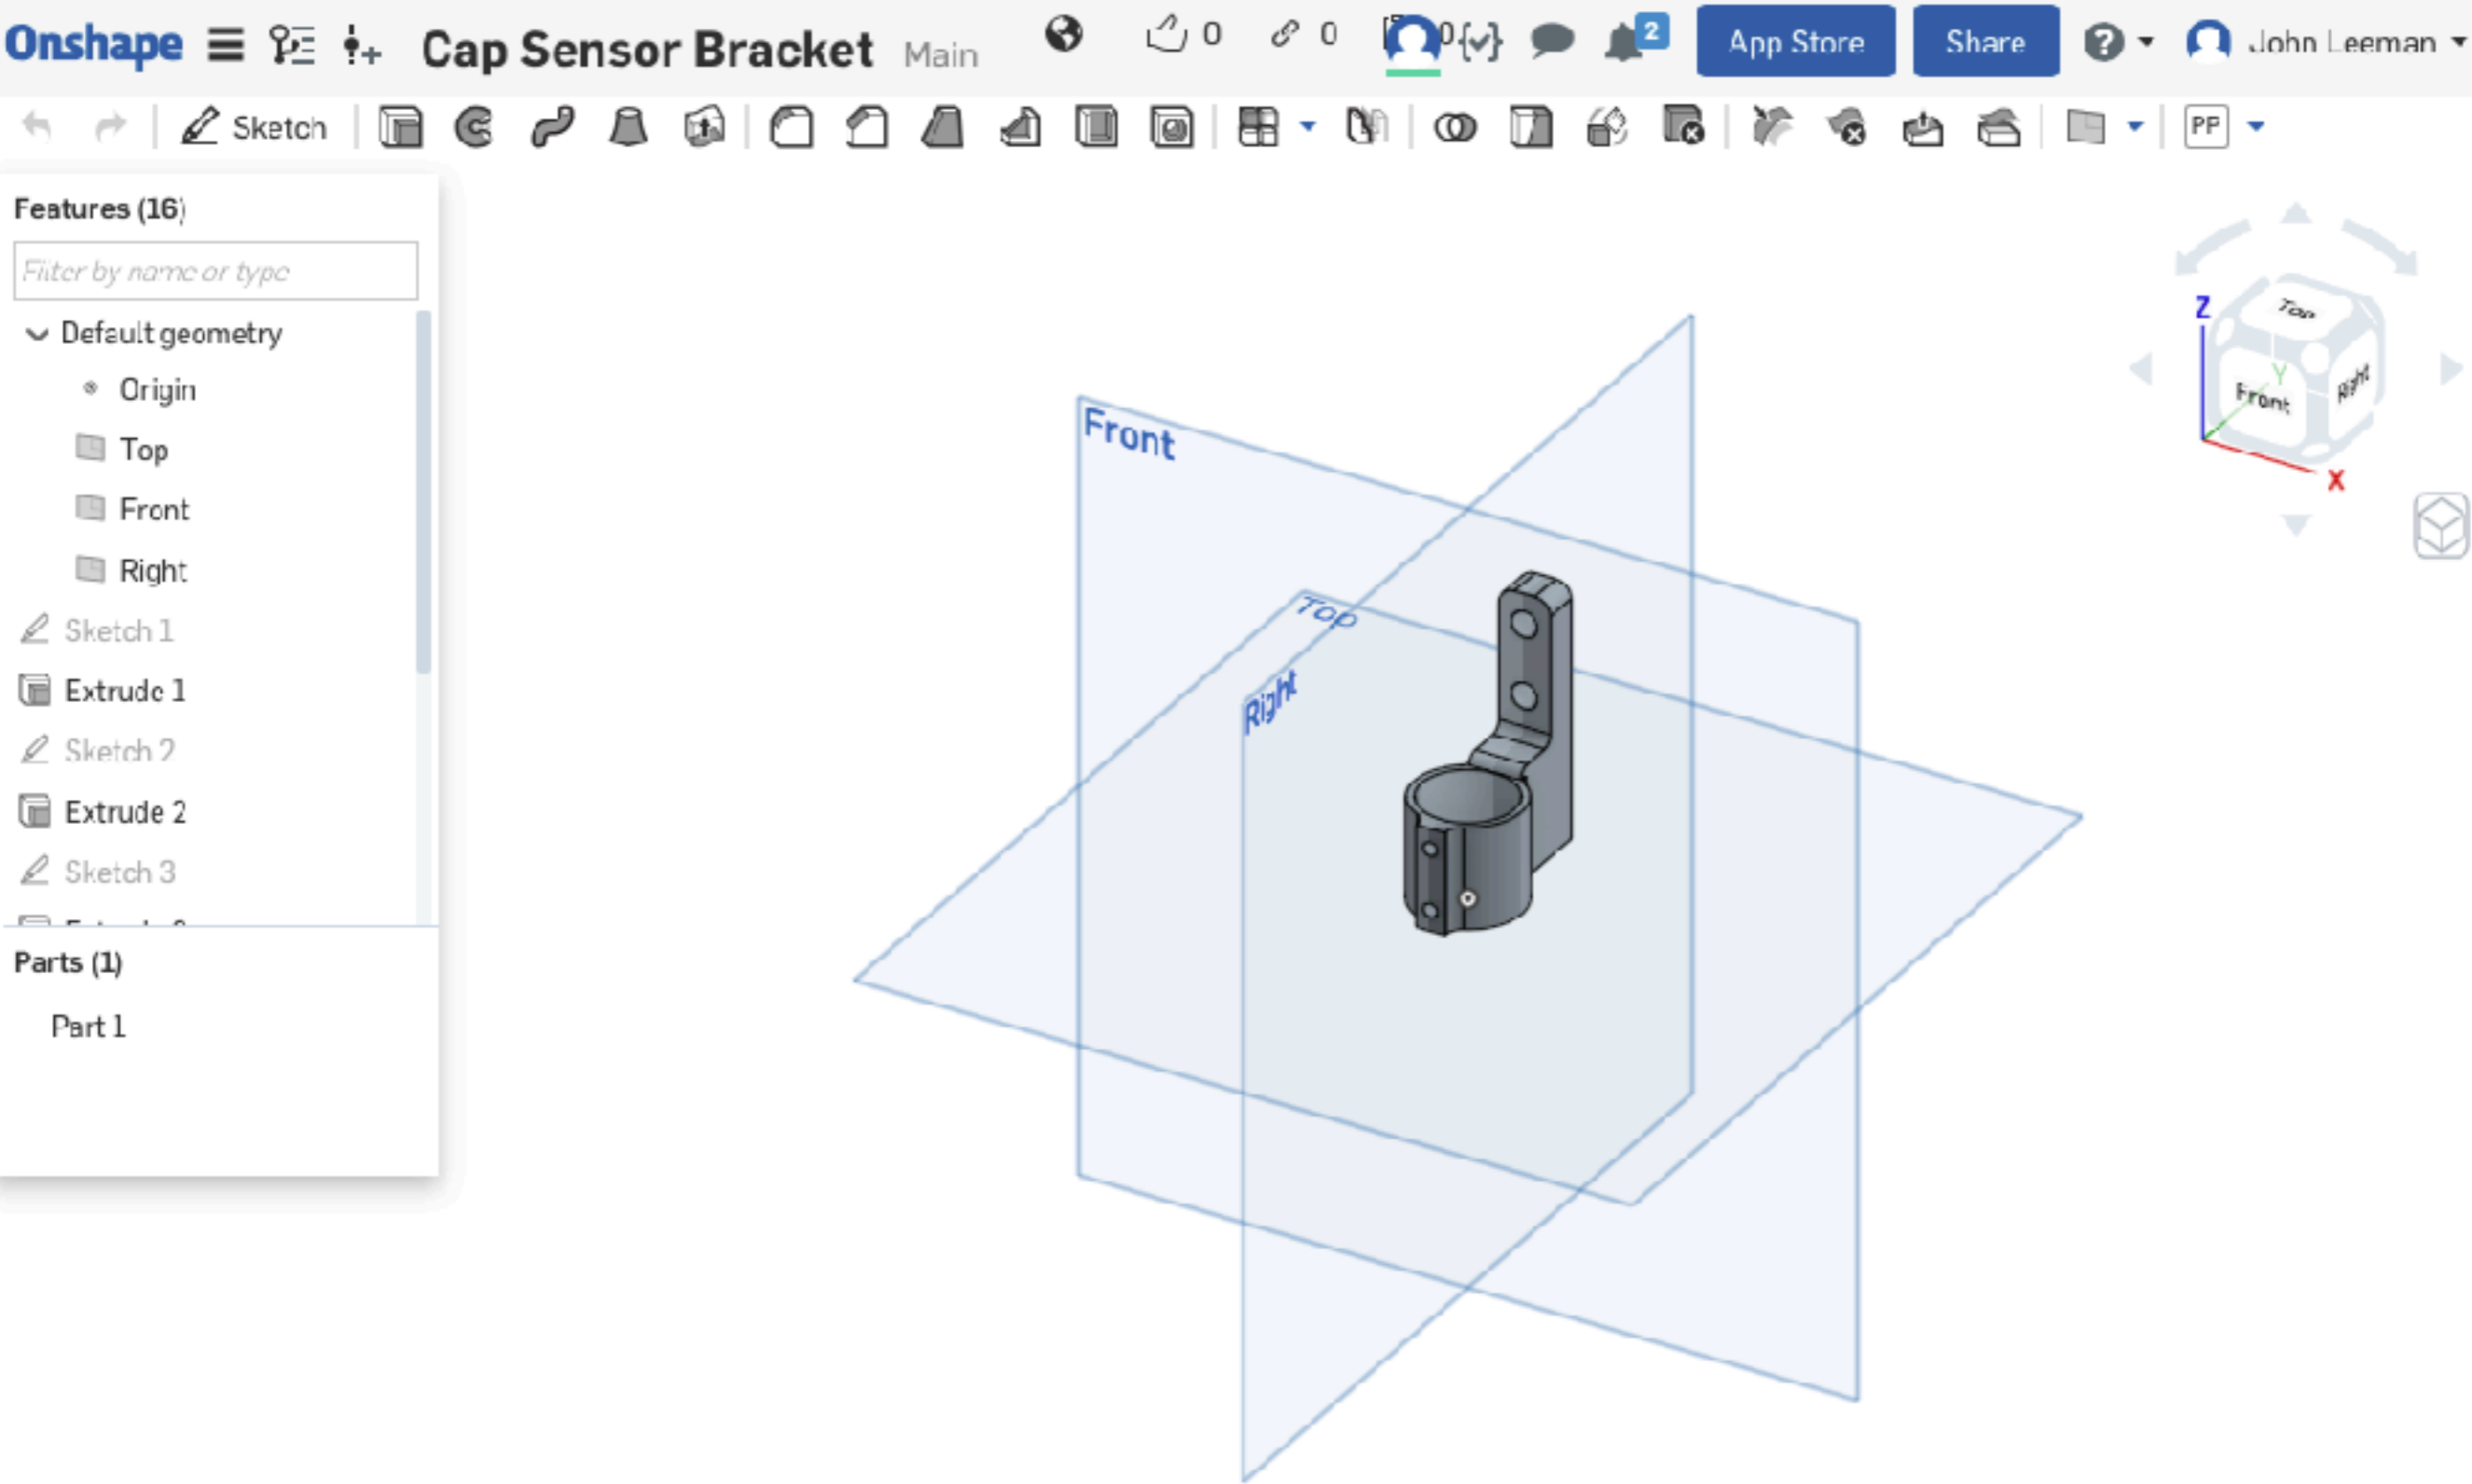 Onshape Cap Sensor Bracket Main 0 0 0 2 App Store Share ? John Leeman
Sketch PP
Features (16)
Filter by name or type
Default geometry
Origin
Top
Front
Right
Sketch 1
Extrude 1
Sketch 2
Extrude 2
Sketch 3
Parts (1)
Part 1
Front
Top
Right
Z
Top
Y
Front
Right
X